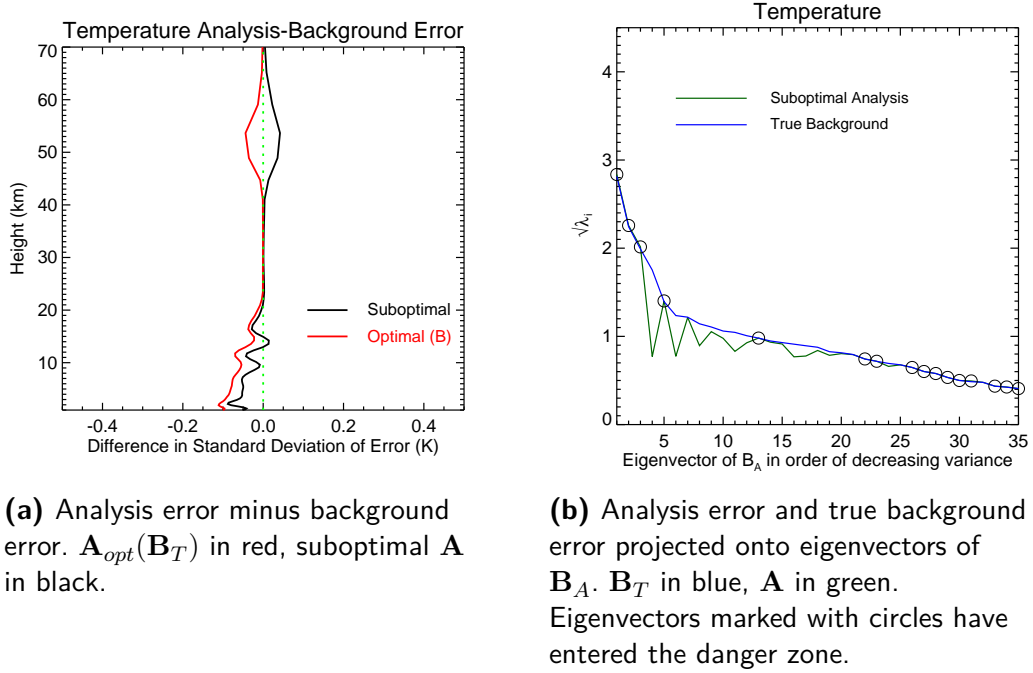 Temperature Analysis-Background Error
70
60
50
40
30
20
10
Height (km)
Suboptimal
Optimal (B)
-0.4 -0.2 0.0 0.2 0.4
Difference in Standard Deviation of Error (K)
(a) Analysis error minus background
error. A_opt(B_T) in red, suboptimal A
in black.
Temperature
4
3
2
1
0
√λ_i
Suboptimal Analysis
True Background
5 10 15 20 25 30 35
Eigenvector of B_A in order of decreasing variance
(b) Analysis error and true background
error projected onto eigenvectors of
B_A. B_T in blue, A in green.
Eigenvectors marked with circles have
entered the danger zone.